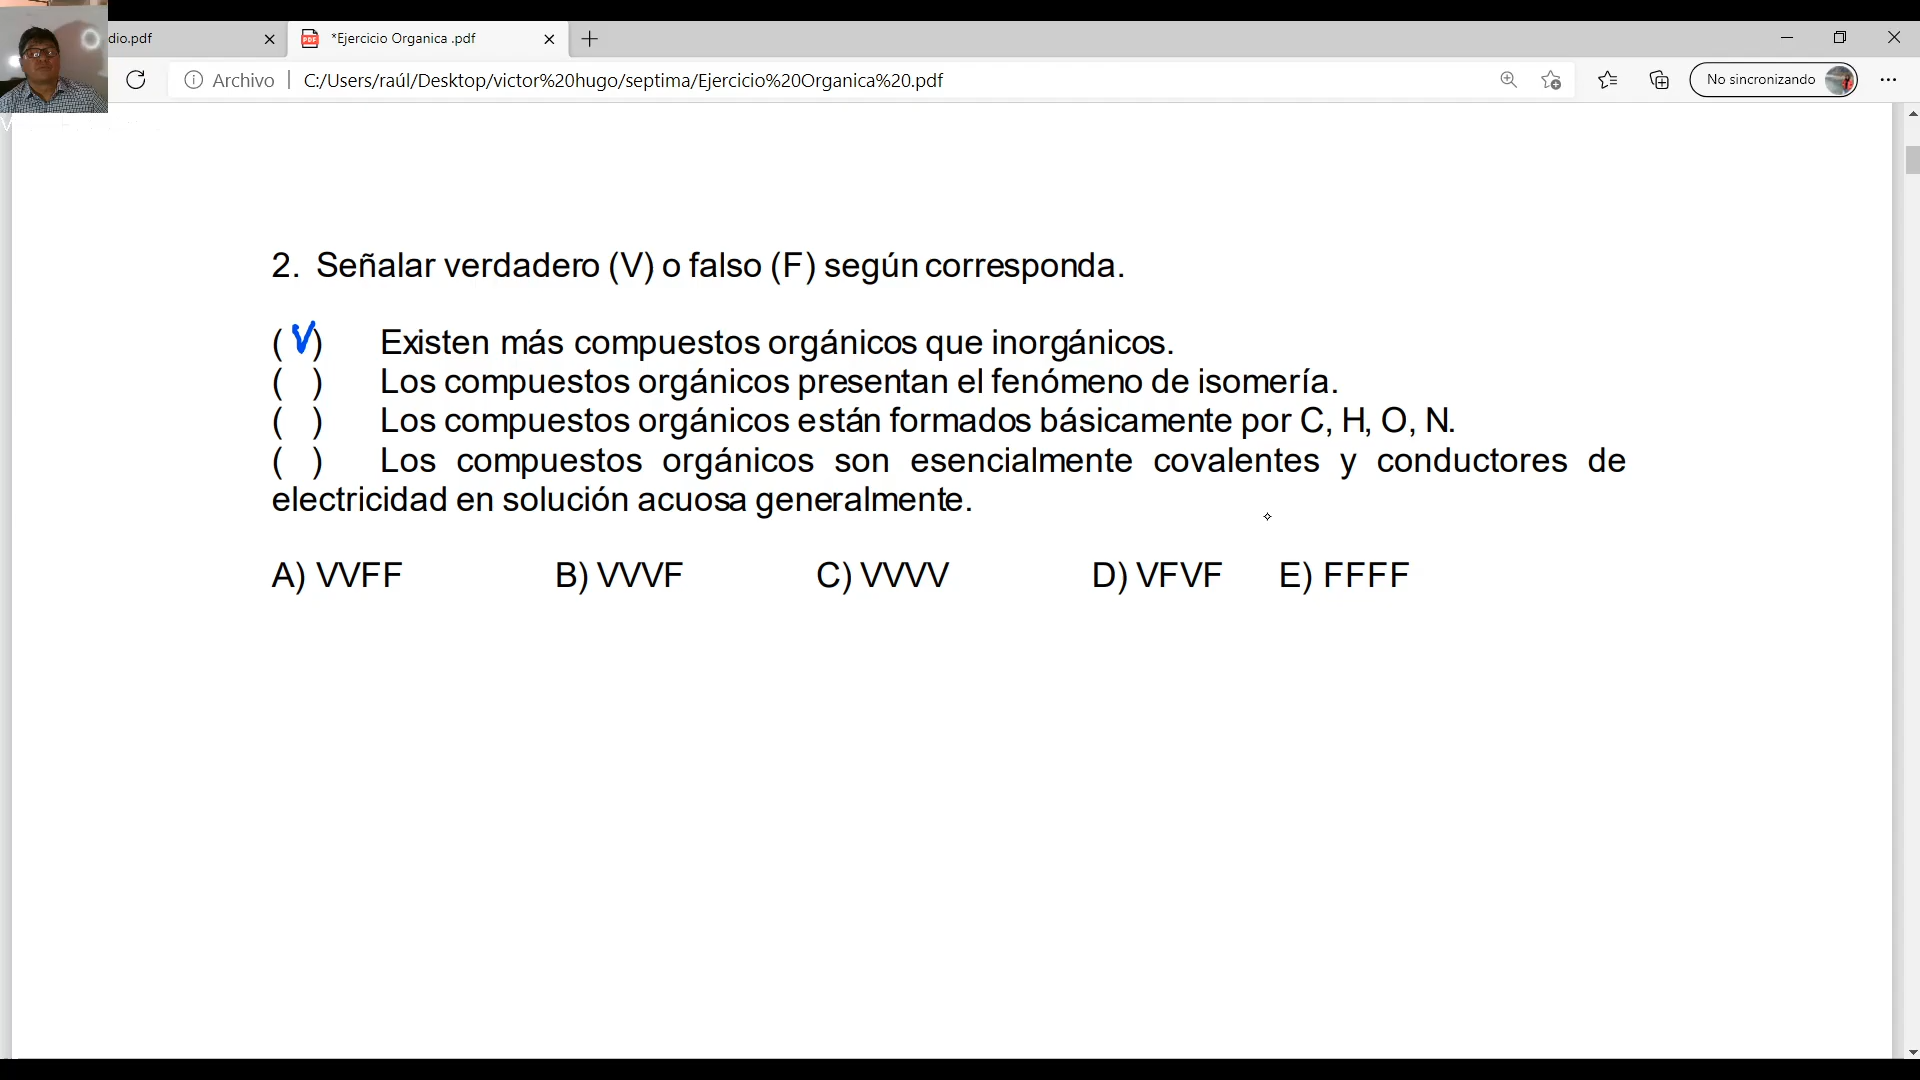 dio.pdf
*Ejercicio Organica .pdf
Archivo
C:/Users/raúl/Desktop/victor%20hugo/septima/Ejercicio%20Organica%20.pdf
No sincronizando
2. Señalar verdadero (V) o falso (F) según corresponda.
( V ) Existen más compuestos orgánicos que inorgánicos.
( ) Los compuestos orgánicos presentan el fenómeno de isomería.
( ) Los compuestos orgánicos están formados básicamente por C, H, O, N.
( ) Los compuestos orgánicos son esencialmente covalentes y conductores de
electricidad en solución acuosa generalmente.
A) VVFF B) VVVF C) VVVV D) VFVF E) FFFF